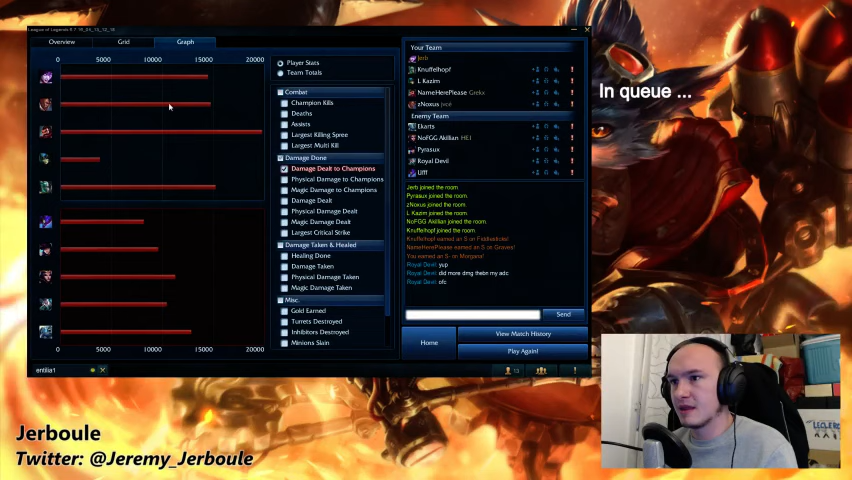 League of Legends
Overview
Grid
Graph
0
5000
10000
15000
20000
0
5000
10000
15000
20000
Player Stats
Team Totals
Combat
Champion Kills
Deaths
Assists
Largest Killing Spree
Largest Multi Kill
Damage Done
Damage Dealt to Champions
Physical Damage to Champions
Magic Damage to Champions
Damage Dealt
Physical Damage Dealt
Magic Damage Dealt
Largest Critical Strike
Damage Taken & Healed
Healing Done
Damage Taken
Physical Damage Taken
Magic Damage Taken
Misc.
Gold Earned
Turrets Destroyed
Inhibitors Destroyed
Minions Slain
Your Team
Jerb
Knuffelhopf
L Kazim
NameHerePlease Grekx
zNoxus
Enemy Team
Ekarts
NoFGG Akillian HEI
Pyrasux
Royal Devil
Jerb joined the room.
Pyrasux joined the room.
zNoxus joined the room.
L Kazim joined the room.
NoFGG Akillian joined the room.
Knuffelhopf joined the room.
Knuffelhopf earned an S on Fiddlesticks!
NameHerePlease earned an S on Graves!
You earned an S- on Morgana!
Royal Devil: yup
Royal Devil: did more dmg thebn my adc
Royal Devil: ofc
Send
Home
View Match History
Play Again!
entilia1
13
In queue ...
Jerboule
Twitter: @Jeremy_Jerboule